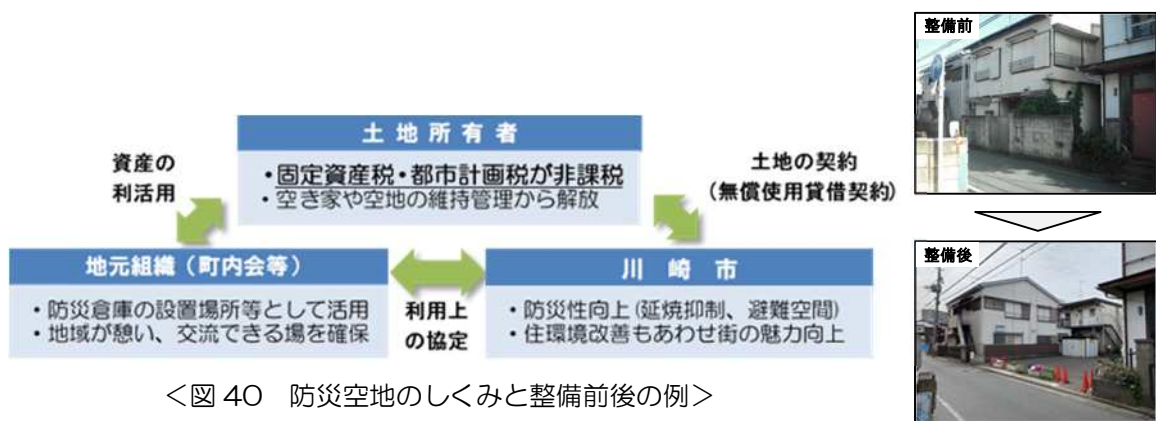 整備前
土地所有者
・固定資産税・都市計画税が非課税
・空き家や空地の維持管理から解放
資産の
利活用
土地の契約
(無償使用貸借契約)
地元組織(町内会等)
・防災倉庫の設置場所等として活用
・地域が憩い、交流できる場を確保
利用上
の協定
川崎市
・防災性向上(延焼抑制、避難空間)
・住環境改善もあわせ街の魅力向上
整備後
<図 40 防災空地のしくみと整備前後の例>